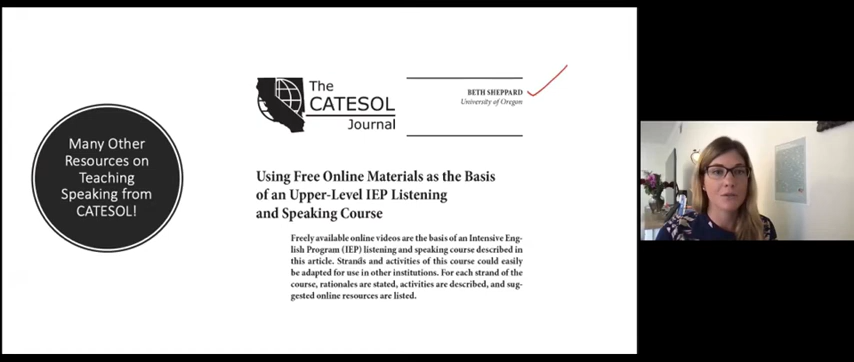 Many Other
Resources on
Teaching
Speaking from
CATESOL!
The
CATESOL
Journal
BETH SHEPPARD
University of Oregon
Using Free Online Materials as the Basis
of an Upper-Level IEP Listening
and Speaking Course
Freely available online videos are the basis of an Intensive Eng-
lish Program (IEP) listening and speaking course described in
this article. Strands and activities of this course could easily
be adapted for use in other institutions. For each strand of the
course, rationales are stated, activities are described, and sug-
gested online resources are listed.